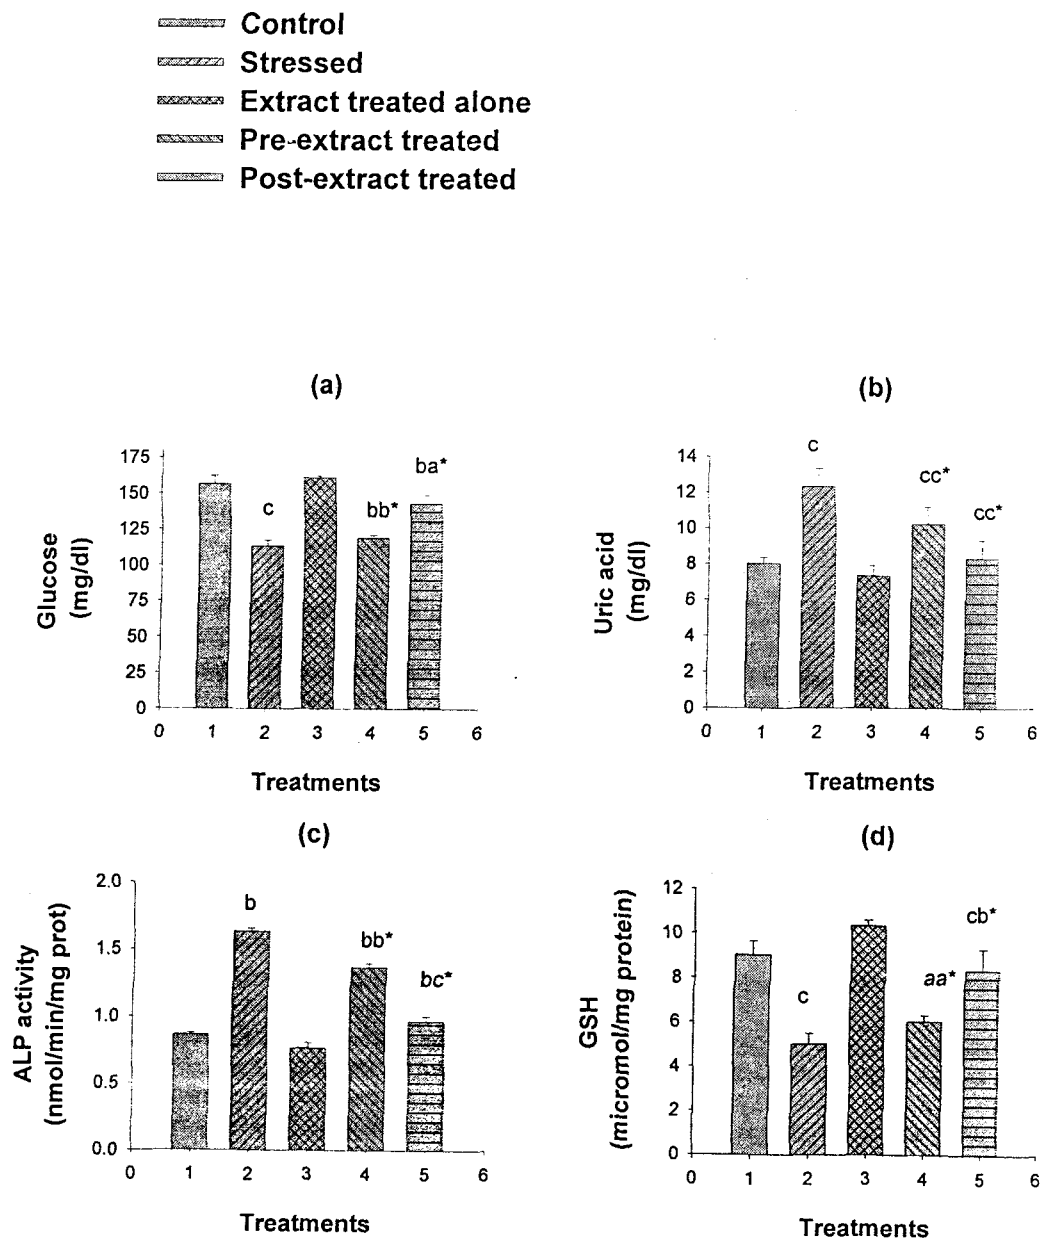 Control
Stressed
Extract treated alone
Pre-extract treated
Post-extract treated
(a)
Glucose
(mg/dl)
175
150
125
100
75
50
25
0
c
bb*
ba*
0 1 2 3 4 5 6
Treatments
(b)
Uric acid
(mg/dl)
14
12
10
8
6
4
2
0
c
cc*
cc*
0 1 2 3 4 5 6
Treatments
(c)
ALP activity
(nmol/min/mg prot)
2.0
1.5
1.0
0.5
0.0
b
bb*
bc*
0 1 2 3 4 5 6
Treatments
(d)
GSH
(micromol/mg protein)
12
10
8
6
4
2
0
c
aa*
cb*
0 1 2 3 4 5 6
Treatments